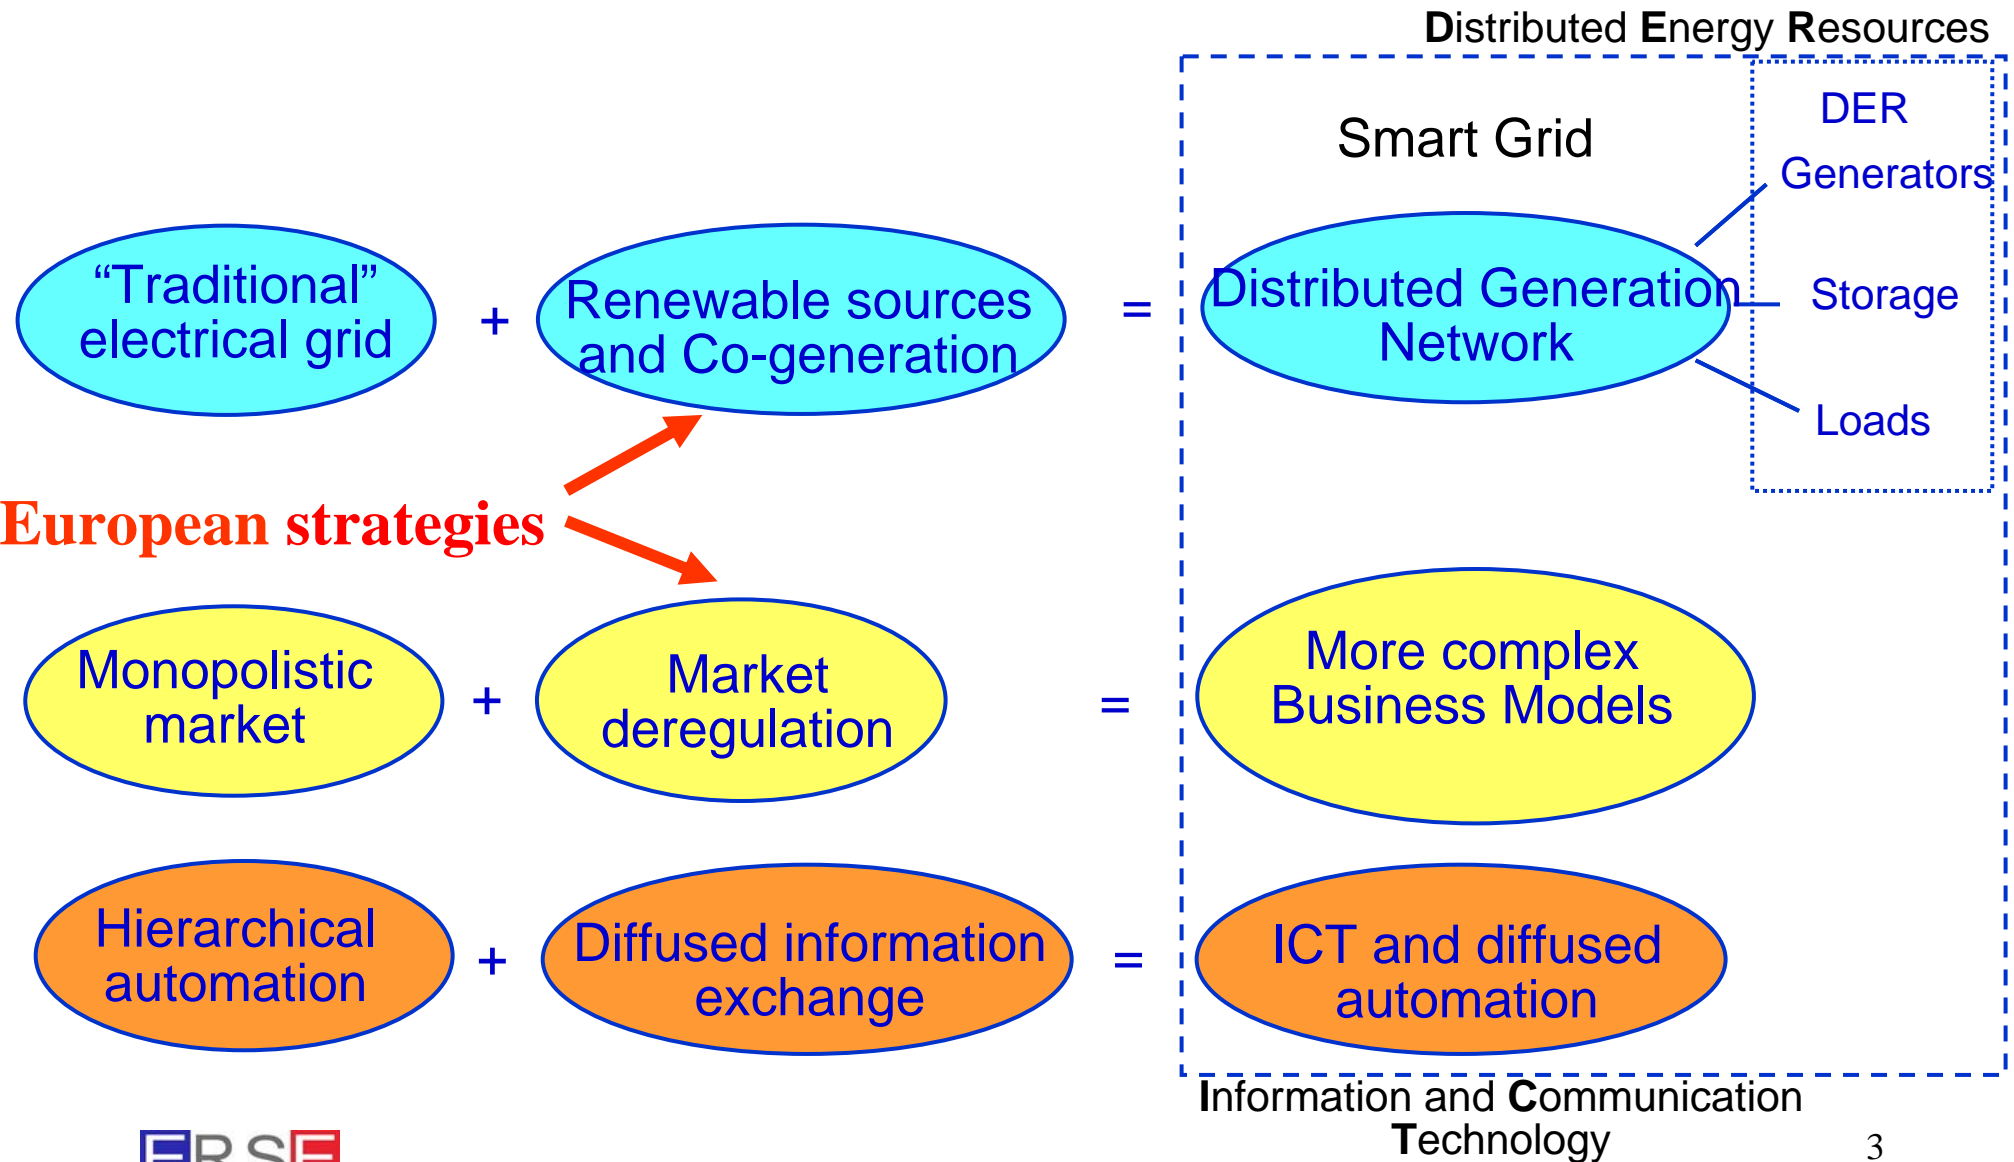 Distributed Energy Resources
DER
Smart Grid
Generators
“Traditional”
electrical grid
+
Renewable sources
and Co-generation
=
Distributed Generation
Network
Storage
Loads
European strategies
Monopolistic
market
+
Market
deregulation
=
More complex
Business Models
Hierarchical
automation
+
Diffused information
exchange
=
ICT and diffused
automation
Information and Communication
Technology
3
ERSE